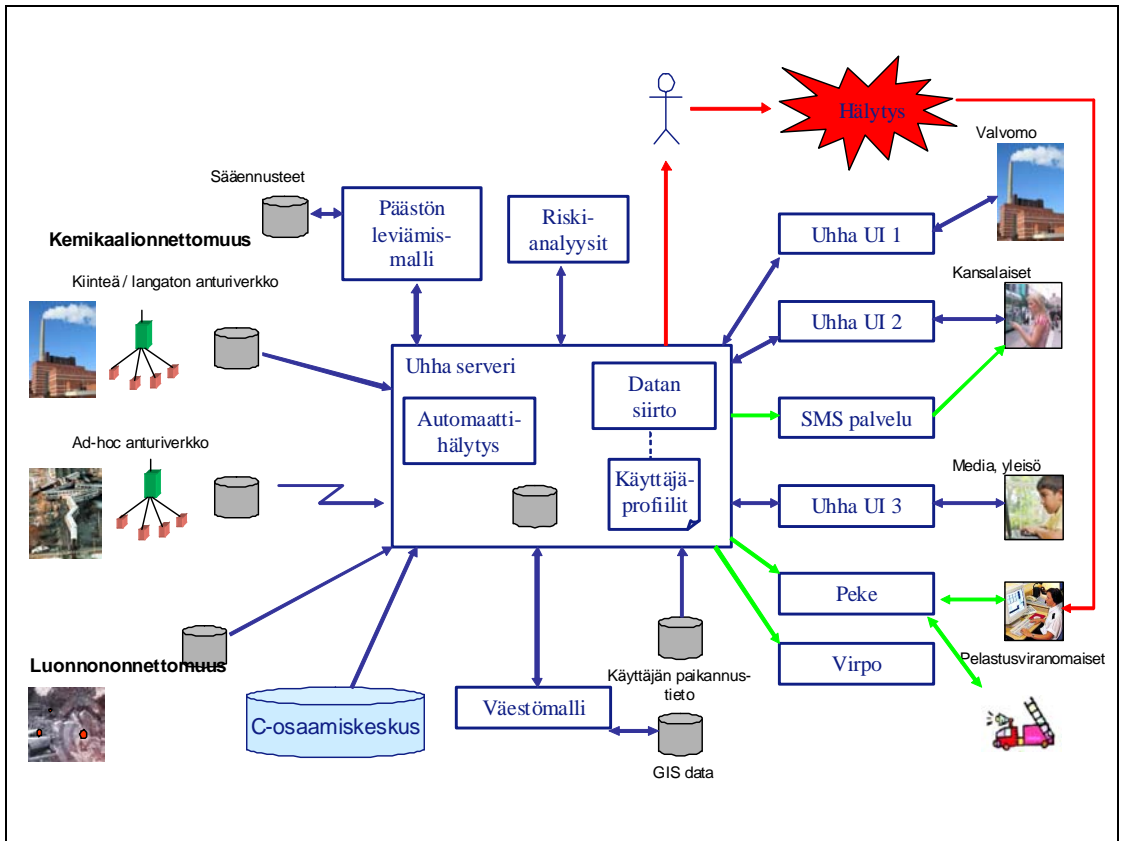 Hälytys
Valvomo
Sääennusteet
Päästön
leviämis-
malli
Riski-
analyysit
Uhha UI 1
Kemikaalionnettomuus
Kiinteä / langaton anturiverkko
Kansalaiset
Uhha UI 2
Uhha serveri
Datan
siirto
Automaatti-
hälytys
SMS palvelu
Ad-hoc anturiverkko
Käyttäjä-
profiilit
Media, yleisö
Uhha UI 3
Peke
Luonnononnettomuus
Virpo
Pelastusviranomaiset
Käyttäjän paikannus-
tieto
C-osaamiskeskus
Väestömalli
GIS data